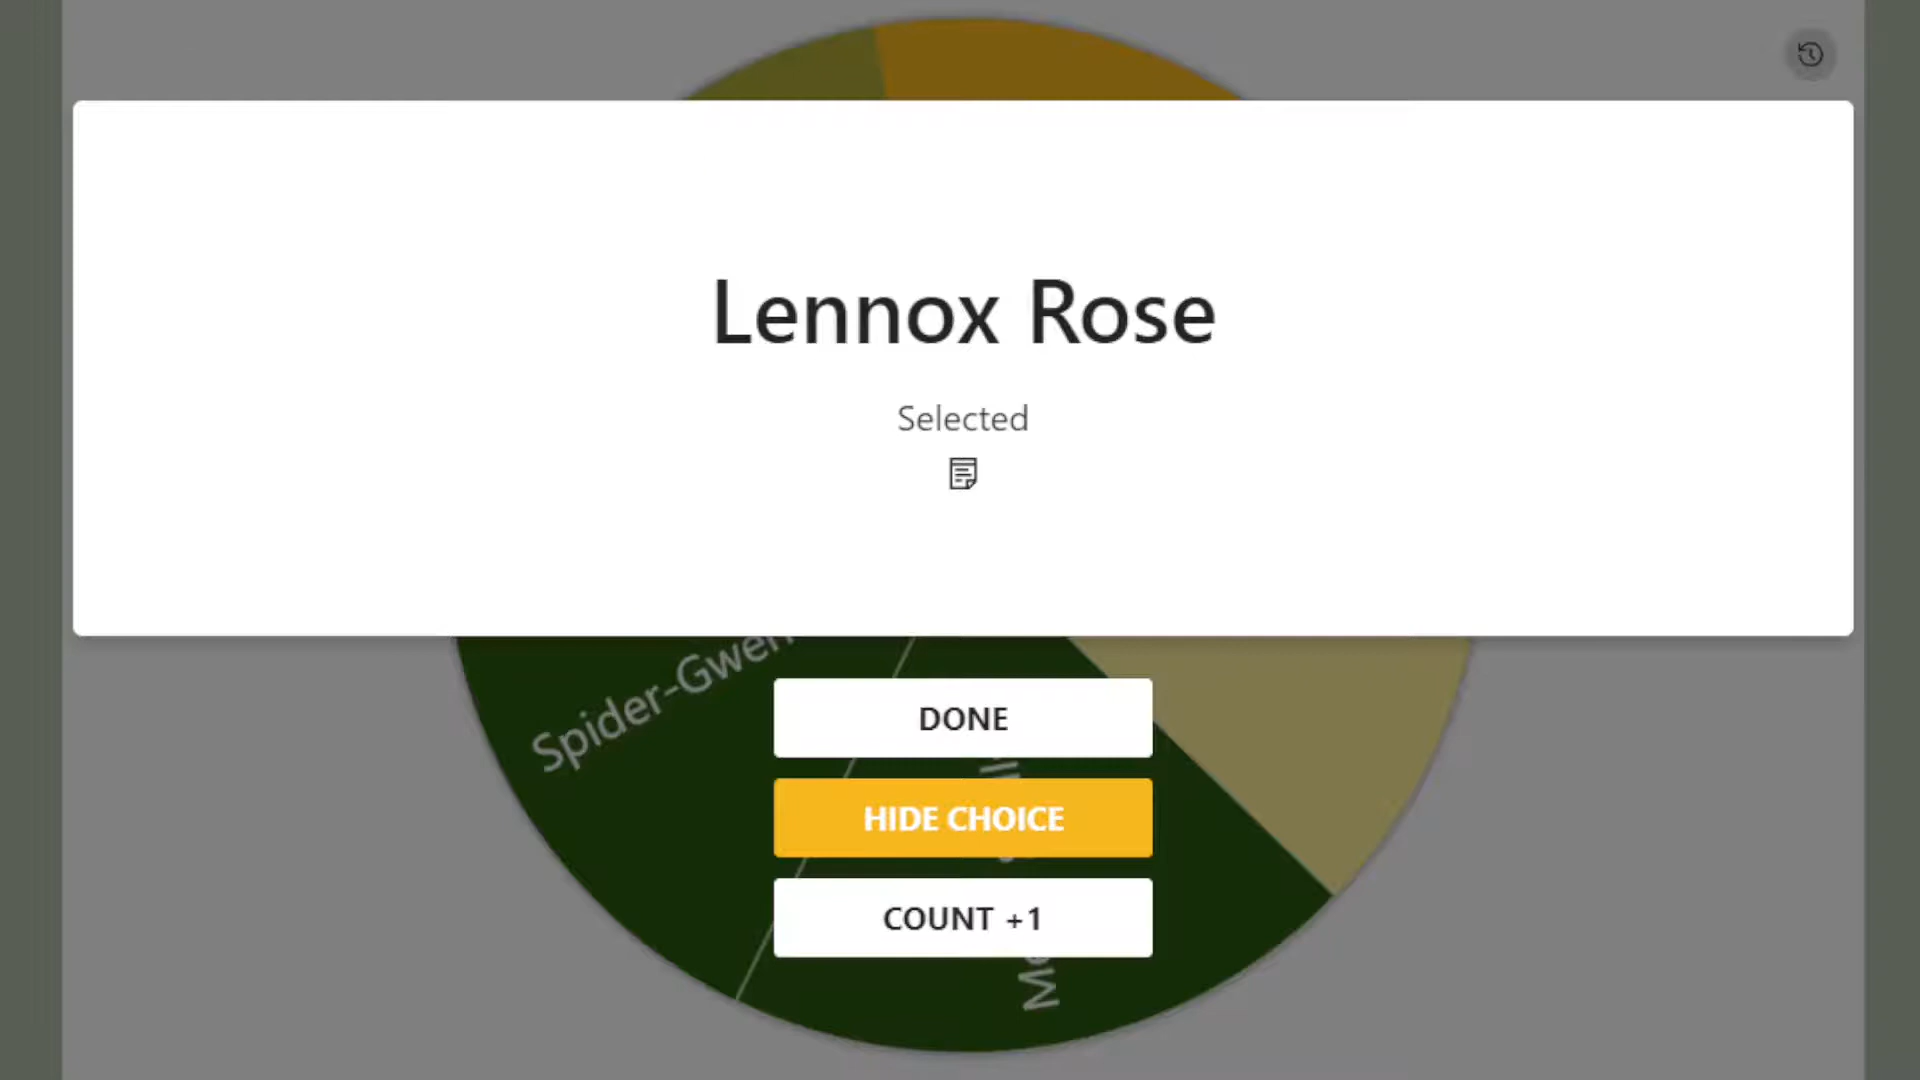 Lennox Rose
Selected
Spider-Gwen
DONE
HIDE CHOICE
COUNT +1